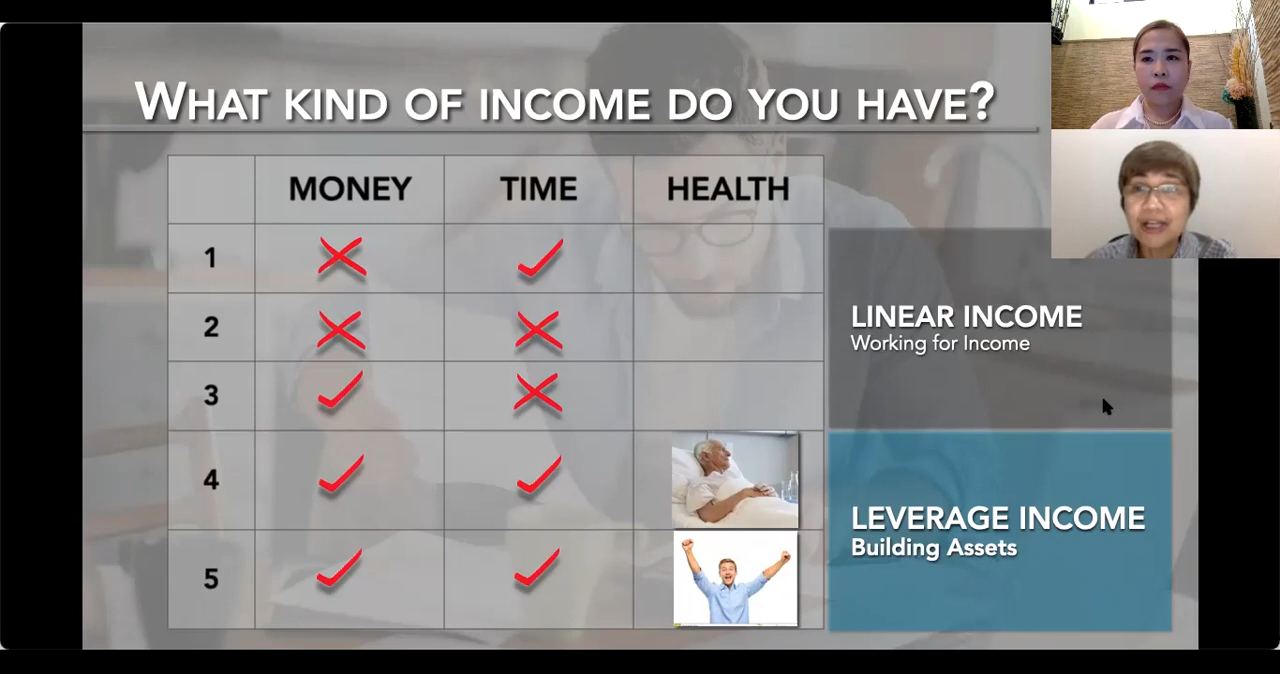 WHAT KIND OF INCOME DO YOU HAVE?
MONEY TIME HEALTH
1
2
3
4
5
LINEAR INCOME
Working for Income
LEVERAGE INCOME
Building Assets